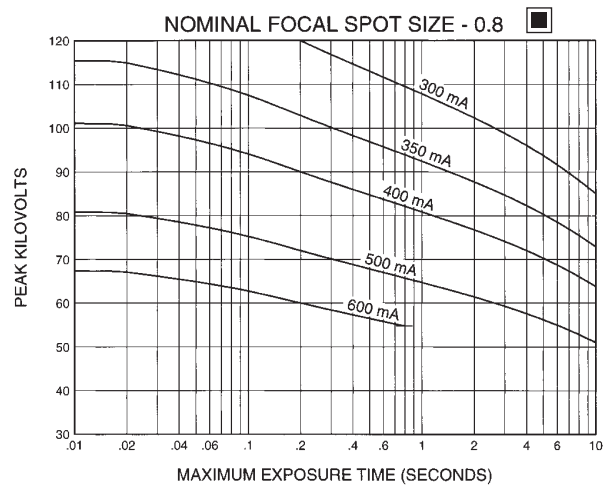 NOMINAL FOCAL SPOT SIZE - 0.8
120
110
100
90
80
70
60
50
40
30
PEAK KILOVOLTS
300 mA
350 mA
400 mA
500 mA
600 mA
.01 .02 .04 .06 .1 .2 .4 .6 1 2 4 6 8 10
MAXIMUM EXPOSURE TIME (SECONDS)